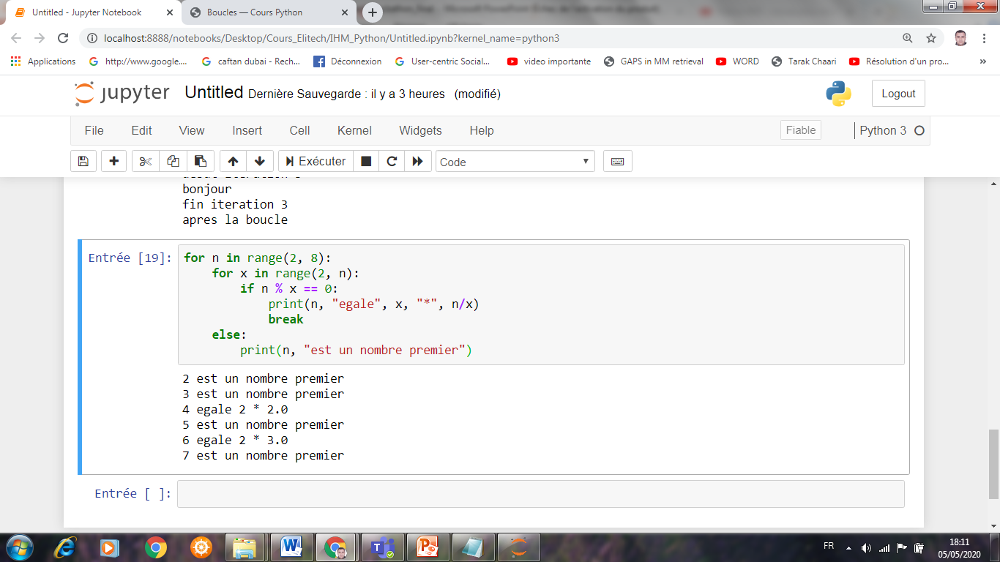 Untitled - Jupyter Notebook
Boucles — Cours Python
localhost:8888/notebooks/Desktop/Cours_Elitech/IHM_Python/Untitled.ipynb?kernel_name=python3
Applications http://www.google.... caftan dubai - Rech... Déconnexion User-centric Social... video importante GAPS in MM retrieval WORD Tarak Chaari Résolution d'un pro... »
jupyter Untitled Dernière Sauvegarde : il y a 3 heures (modifié) Logout
File Edit View Insert Cell Kernel Widgets Help Fiable Python 3
Exécuter Code
bonjour
fin iteration 3
apres la boucle
Entrée [19]: for n in range(2, 8):
    for x in range(2, n):
        if n % x == 0:
            print(n, "egale", x, "*", n/x)
            break
    else:
        print(n, "est un nombre premier")
2 est un nombre premier
3 est un nombre premier
4 egale 2 * 2.0
5 est un nombre premier
6 egale 2 * 3.0
7 est un nombre premier
Entrée [ ]:
FR 18:11
05/05/2020